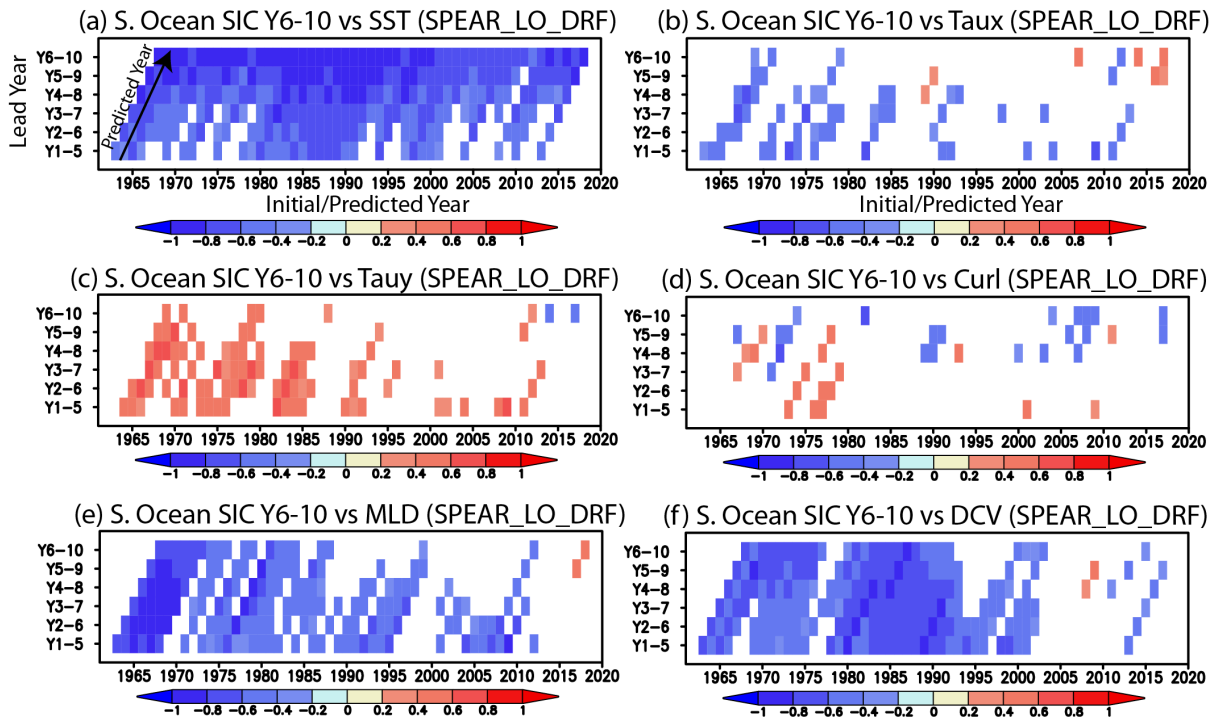 (a) S. Ocean SIC Y6-10 vs SST (SPEAR_LO_DRF)
Lead Year
Y6-10
Y5-9
Y4-8
Y3-7
Y2-6
Y1-5
Predicted Year
1965 1970 1975 1980 1985 1990 1995 2000 2005 2010 2015 2020
Initial/Predicted Year
-1 -0.8 -0.6 -0.4 -0.2 0 0.2 0.4 0.6 0.8 1
(b) S. Ocean SIC Y6-10 vs Taux (SPEAR_LO_DRF)
Y6-10
Y5-9
Y4-8
Y3-7
Y2-6
Y1-5
1965 1970 1975 1980 1985 1990 1995 2000 2005 2010 2015 2020
Initial/Predicted Year
-1 -0.8 -0.6 -0.4 -0.2 0 0.2 0.4 0.6 0.8 1
(c) S. Ocean SIC Y6-10 vs Tauy (SPEAR_LO_DRF)
Y6-10
Y5-9
Y4-8
Y3-7
Y2-6
Y1-5
1965 1970 1975 1980 1985 1990 1995 2000 2005 2010 2015 2020
-1 -0.8 -0.6 -0.4 -0.2 0 0.2 0.4 0.6 0.8 1
(d) S. Ocean SIC Y6-10 vs Curl (SPEAR_LO_DRF)
Y6-10
Y5-9
Y4-8
Y3-7
Y2-6
Y1-5
1965 1970 1975 1980 1985 1990 1995 2000 2005 2010 2015 2020
-1 -0.8 -0.6 -0.4 -0.2 0 0.2 0.4 0.6 0.8 1
(e) S. Ocean SIC Y6-10 vs MLD (SPEAR_LO_DRF)
Y6-10
Y5-9
Y4-8
Y3-7
Y2-6
Y1-5
1965 1970 1975 1980 1985 1990 1995 2000 2005 2010 2015 2020
-1 -0.8 -0.6 -0.4 -0.2 0 0.2 0.4 0.6 0.8 1
(f) S. Ocean SIC Y6-10 vs DCV (SPEAR_LO_DRF)
Y6-10
Y5-9
Y4-8
Y3-7
Y2-6
Y1-5
1965 1970 1975 1980 1985 1990 1995 2000 2005 2010 2015 2020
-1 -0.8 -0.6 -0.4 -0.2 0 0.2 0.4 0.6 0.8 1